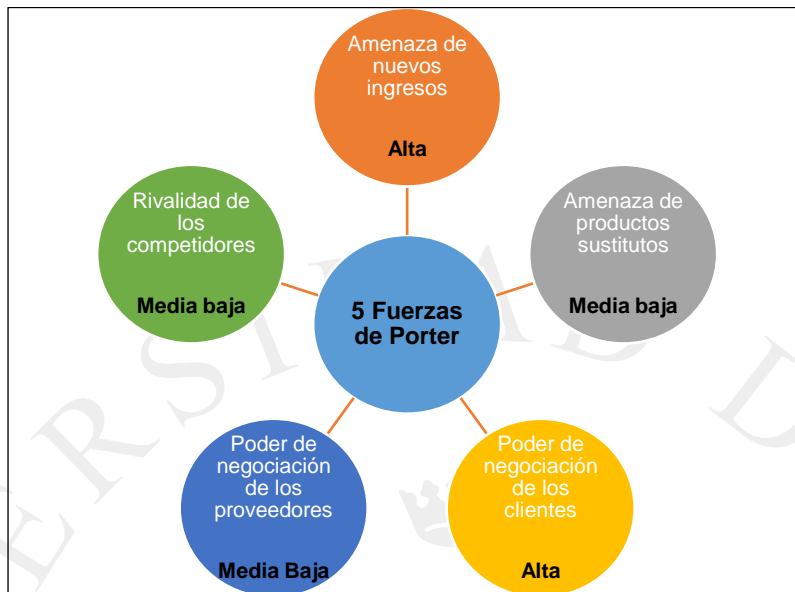 Amenaza de
nuevos
ingresos
Alta
Rivalidad de
los
competidores
Media baja
Amenaza de
productos
sustitutos
Media baja
5 Fuerzas
de Porter
Poder de
negociación
de los
proveedores
Media Baja
Poder de
negociación
de los
clientes
Alta